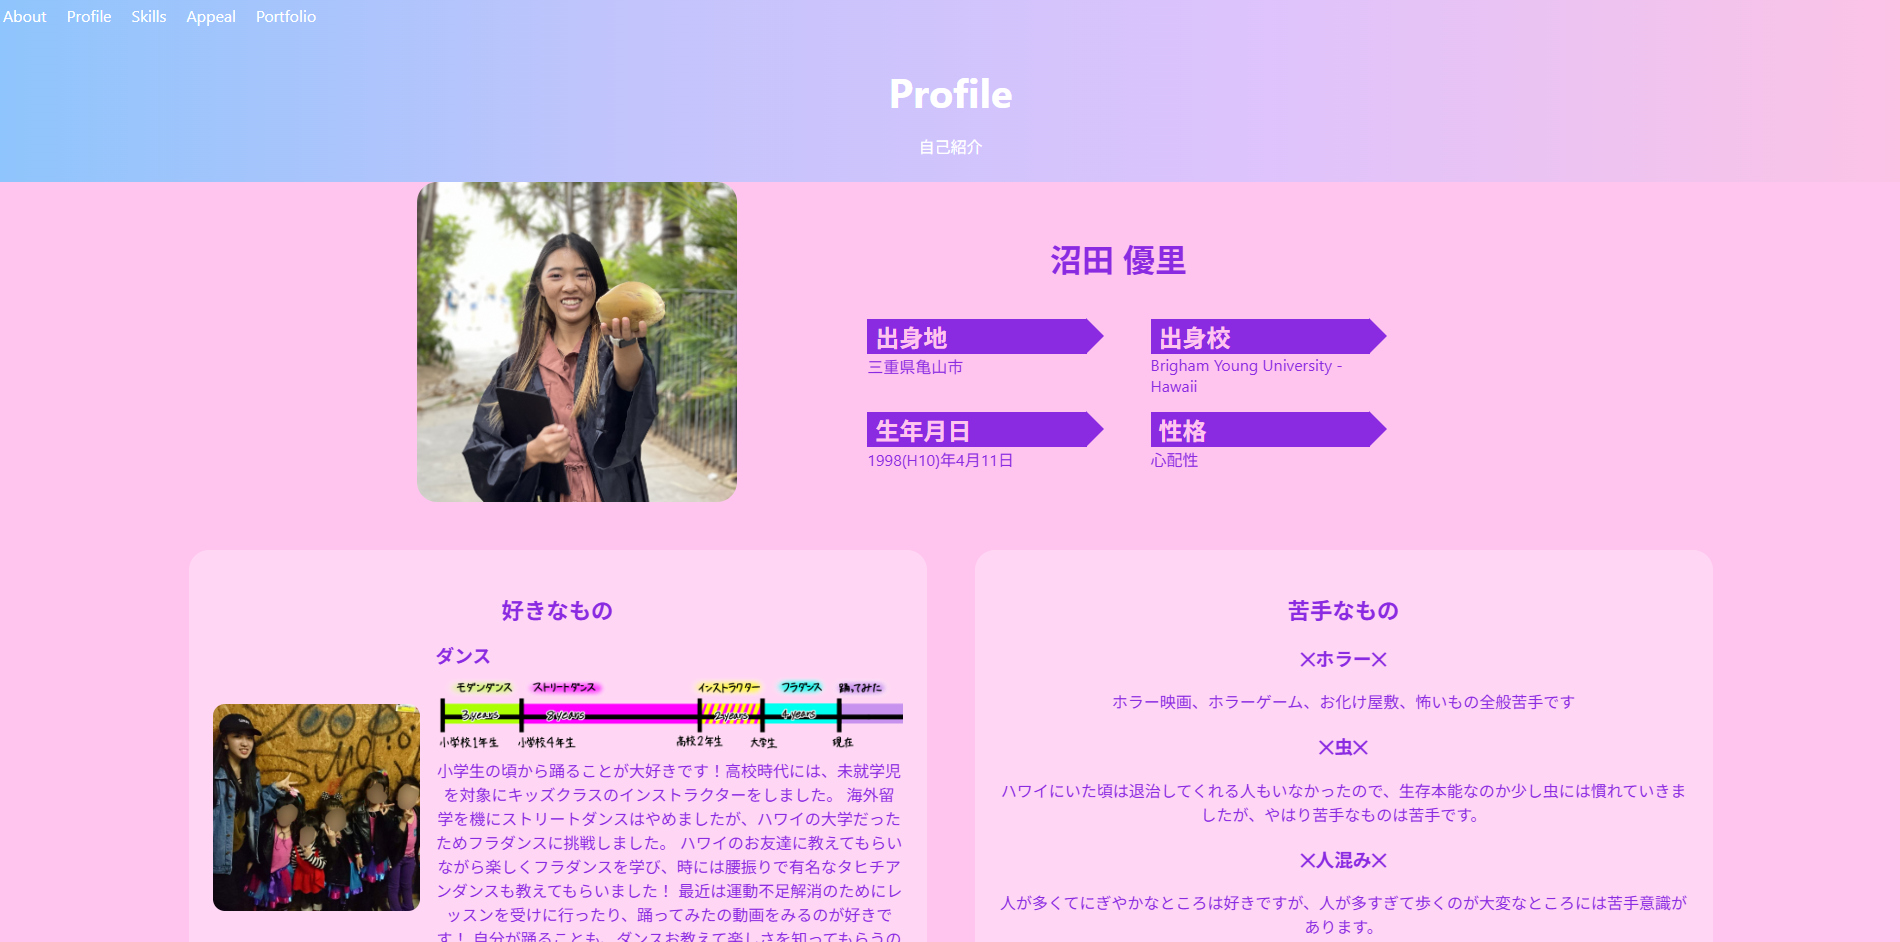 About Profile Skills Appeal Portfolio
Profile
自己紹介
沼田 優里
出身地
三重県亀山市
出身校
Brigham Young University -
Hawaii
生年月日
1998(H10)年4月11日
性格
心配性
好きなもの
ダンス
モダンダンス ストリートダンス インストラクター フラダンス 踊ってみた
3 years 8 years 2 years 4 years
小学校1年生 小学校4年生 高校2年生 大学生 現在
小学生の頃から踊ることが大好きです！高校時代には、未就学児
を対象にキッズクラスのインストラクターをしました。 海外留
学を機にストリートダンスはやめましたが、ハワイの大学だった
ためフラダンスに挑戦しました。 ハワイのお友達に教えてもらい
ながら楽しくフラダンスを学び、時には腰振りで有名なタヒチア
ンダンスも教えてもらいました！ 最近は運動不足解消のためにレ
ッスンを受けに行ったり、踊ってみたの動画をみるのが好きで
す！ 自分が踊ることも、ダンスお教えて楽しさを知ってもらうの
苦手なもの
╳ホラー╳
ホラー映画、ホラーゲーム、お化け屋敷、怖いもの全般苦手です
╳虫╳
ハワイにいた頃は退治してくれる人もいなかったので、生存本能なのか少し虫には慣れていきま
したが、やはり苦手なものは苦手です。
╳人混み╳
人が多くてにぎやかなところは好きですが、人が多すぎて歩くのが大変なところには苦手意識が
あります。